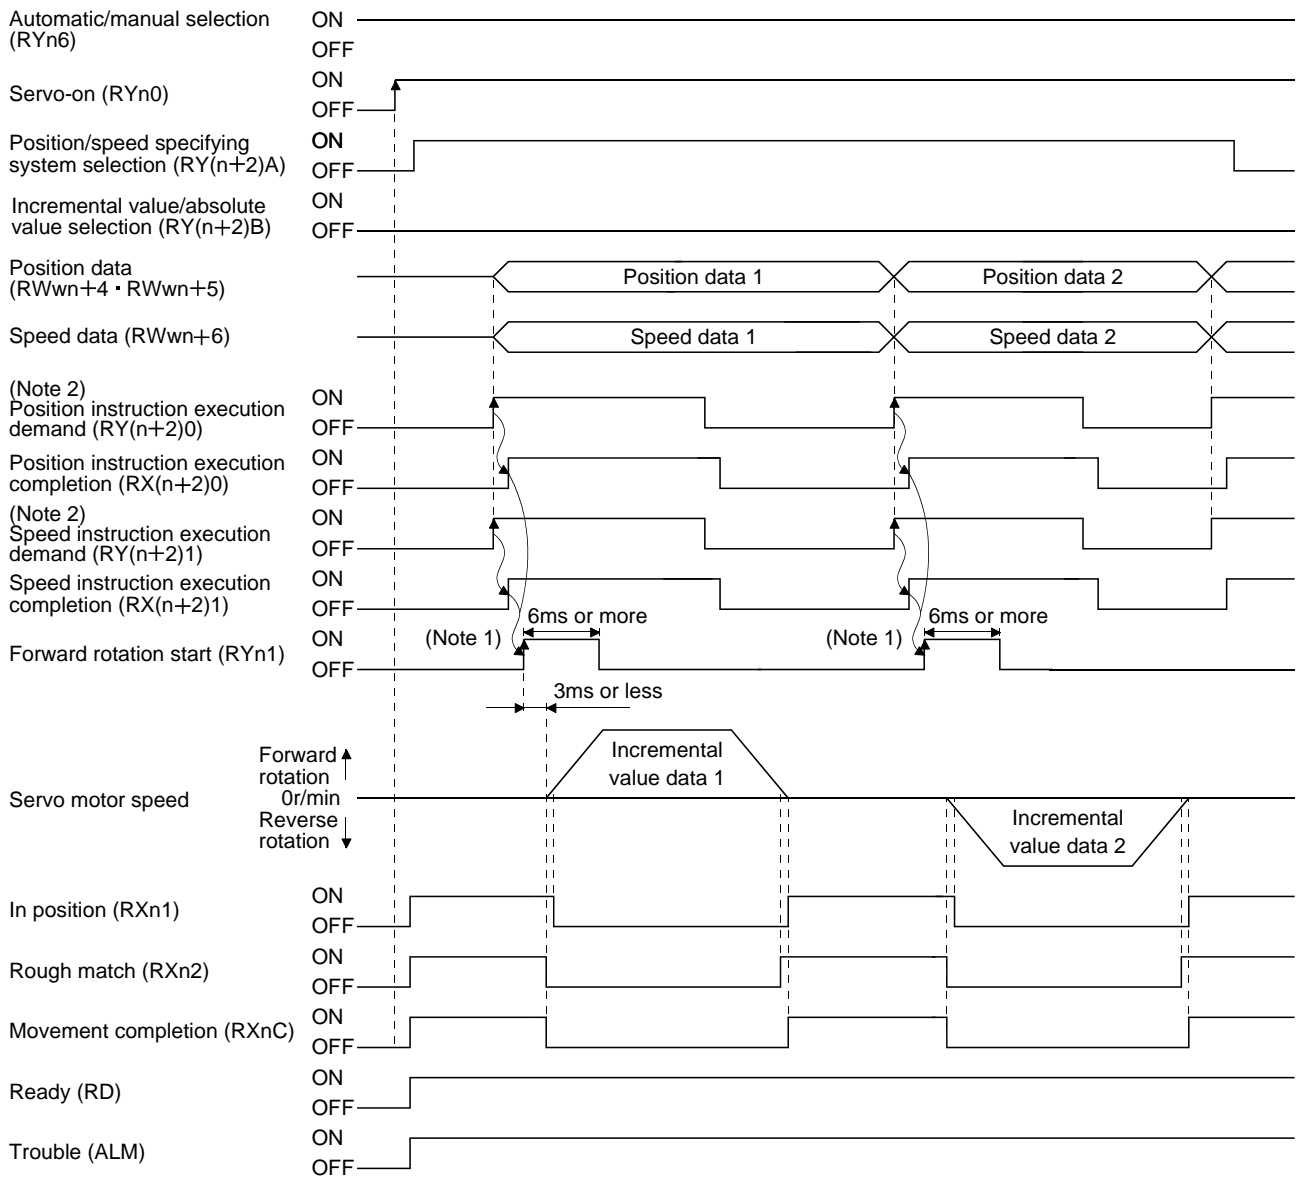 Automatic/manual selection
(RYn6)
ON
OFF
Servo-on (RYn0)
ON
OFF
Position/speed specifying
system selection (RY(n+2)A)
ON
OFF
Incremental value/absolute
value selection (RY(n+2)B)
ON
OFF
Position data
(RWwn+4・RWwn+5)
Position data 1
Position data 2
Speed data (RWwn+6)
Speed data 1
Speed data 2
(Note 2)
Position instruction execution
demand (RY(n+2)0)
ON
OFF
Position instruction execution
completion (RX(n+2)0)
ON
OFF
(Note 2)
Speed instruction execution
demand (RY(n+2)1)
ON
OFF
Speed instruction execution
completion (RX(n+2)1)
ON
OFF
Forward rotation start (RYn1)
ON
OFF
(Note 1)
6ms or more
(Note 1)
6ms or more
3ms or less
Servo motor speed
Forward
rotation
0r/min
Reverse
rotation
Incremental
value data 1
Incremental
value data 2
In position (RXn1)
ON
OFF
Rough match (RXn2)
ON
OFF
Movement completion (RXnC)
ON
OFF
Ready (RD)
ON
OFF
Trouble (ALM)
ON
OFF